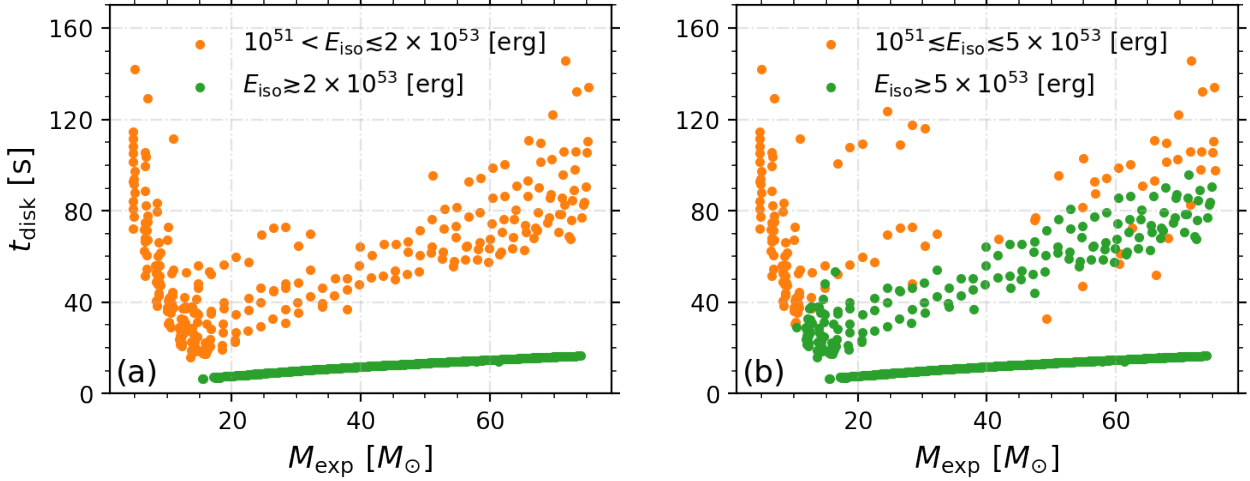 160
120
80
40
0
t_disk [s]
10^51 < E_iso ≲ 2 × 10^53 [erg]
E_iso ≳ 2 × 10^53 [erg]
(a)
20 40 60
M_exp [M_⊙]
160
120
80
40
0
10^51 ≲ E_iso ≲ 5 × 10^53 [erg]
E_iso ≳ 5 × 10^53 [erg]
(b)
20 40 60
M_exp [M_⊙]